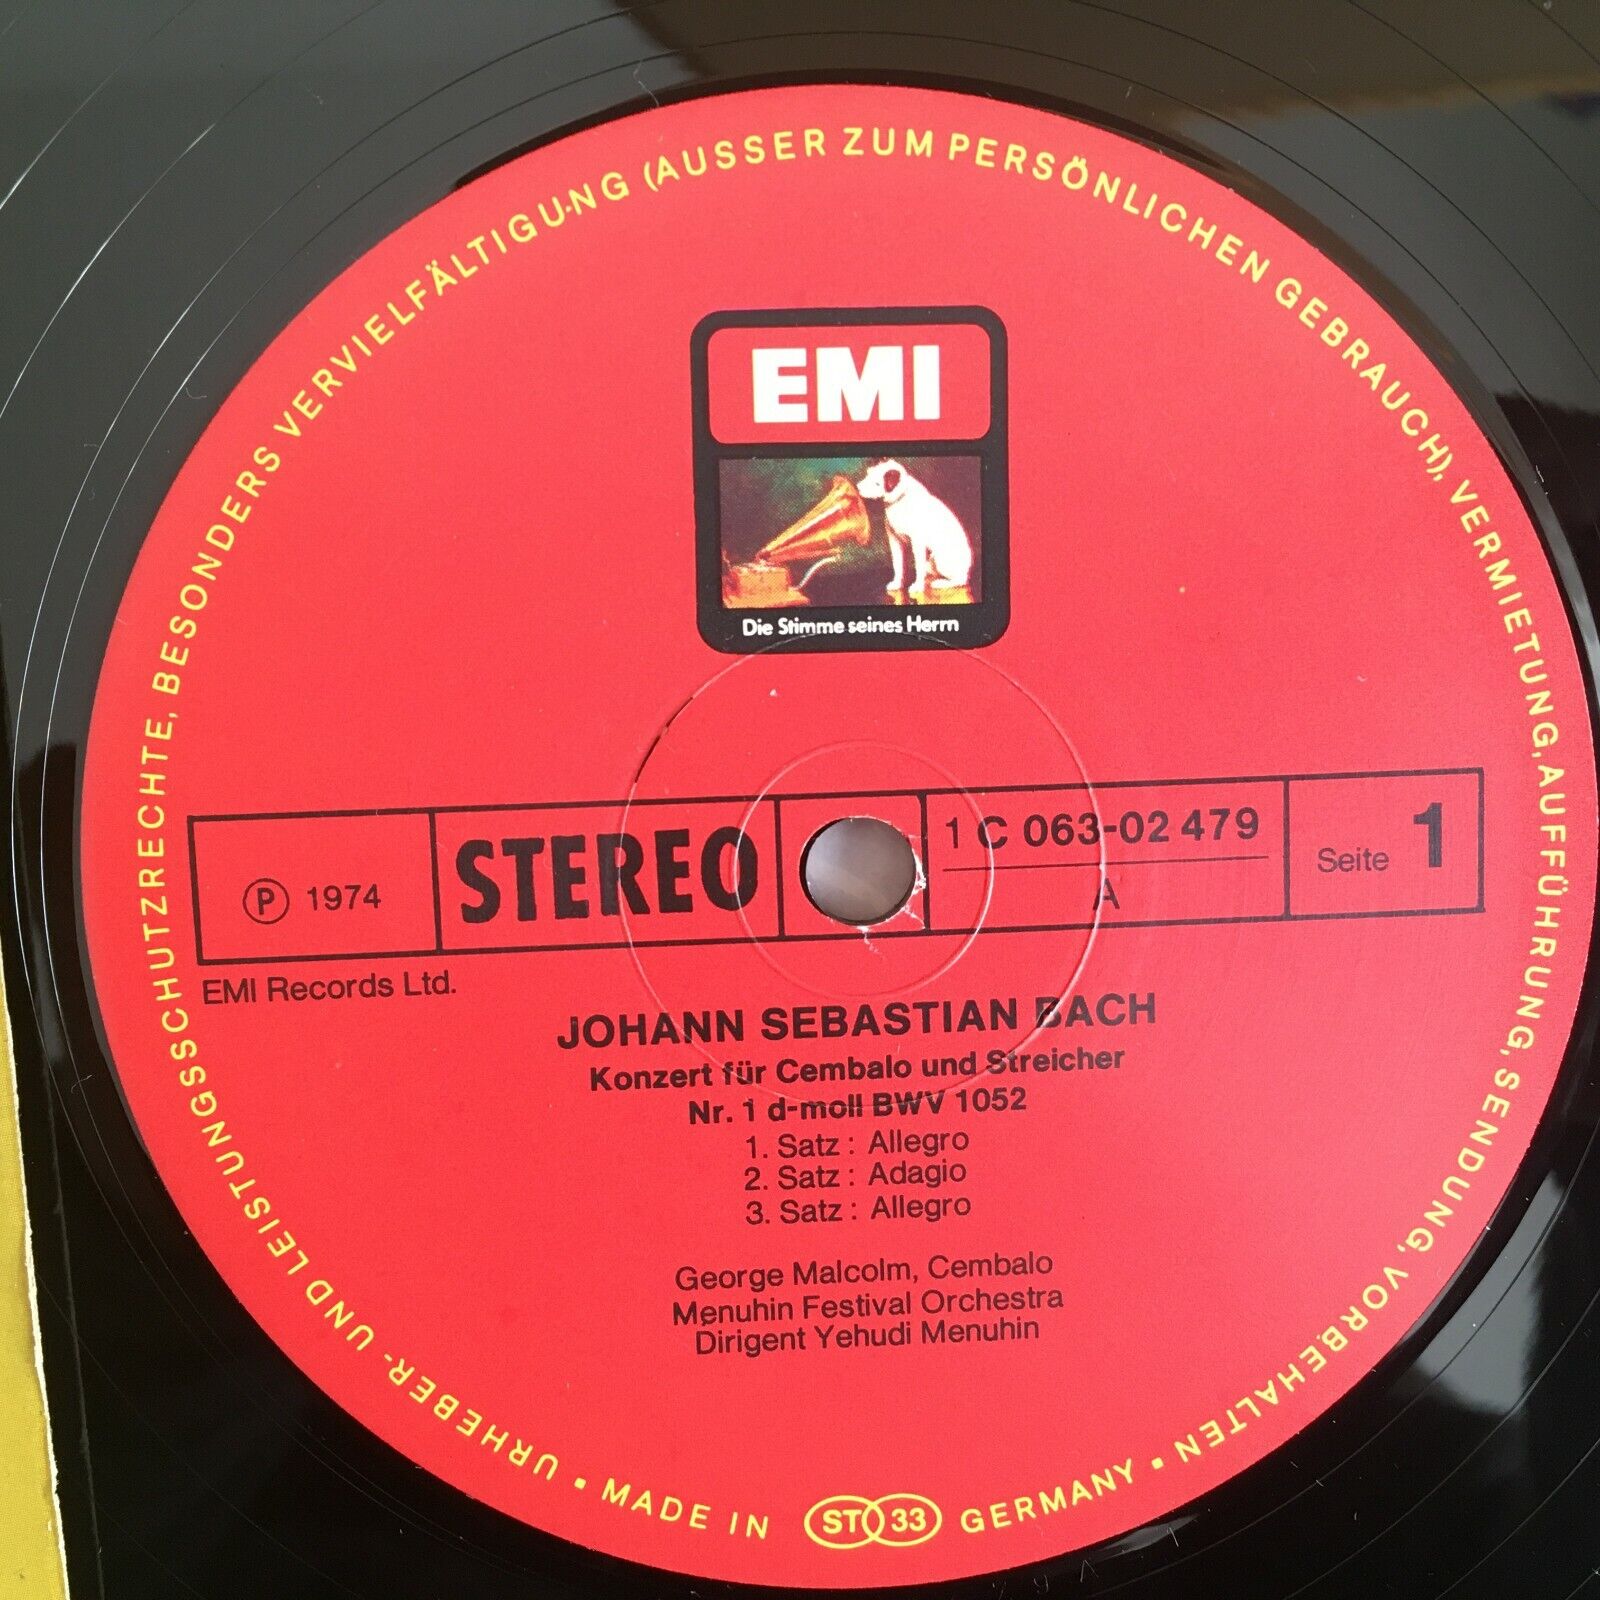 URHEBER- UND LEISTUNGSSCHUTZRECHTE, BESONDERS VERVIELFÄLTIGUNG (AUSSER ZUM PERSÖNLICHEN GEBRAUCH), VERMIETUNG, AUFFÜHRUNG, SENDUNG, VORBEHALTEN
EMI
Die Stimme seines Herrn
Ⓟ 1974
STEREO
1 C 063-02 479
A
Seite 1
EMI Records Ltd.
JOHANN SEBASTIAN BACH
Konzert für Cembalo und Streicher
Nr. 1 d-moll BWV 1052
1. Satz: Allegro
2. Satz: Adagio
3. Satz: Allegro
George Malcolm, Cembalo
Menuhin Festival Orchestra
Dirigent Yehudi Menuhin
▪ MADE IN ST 33 GERMANY ▪